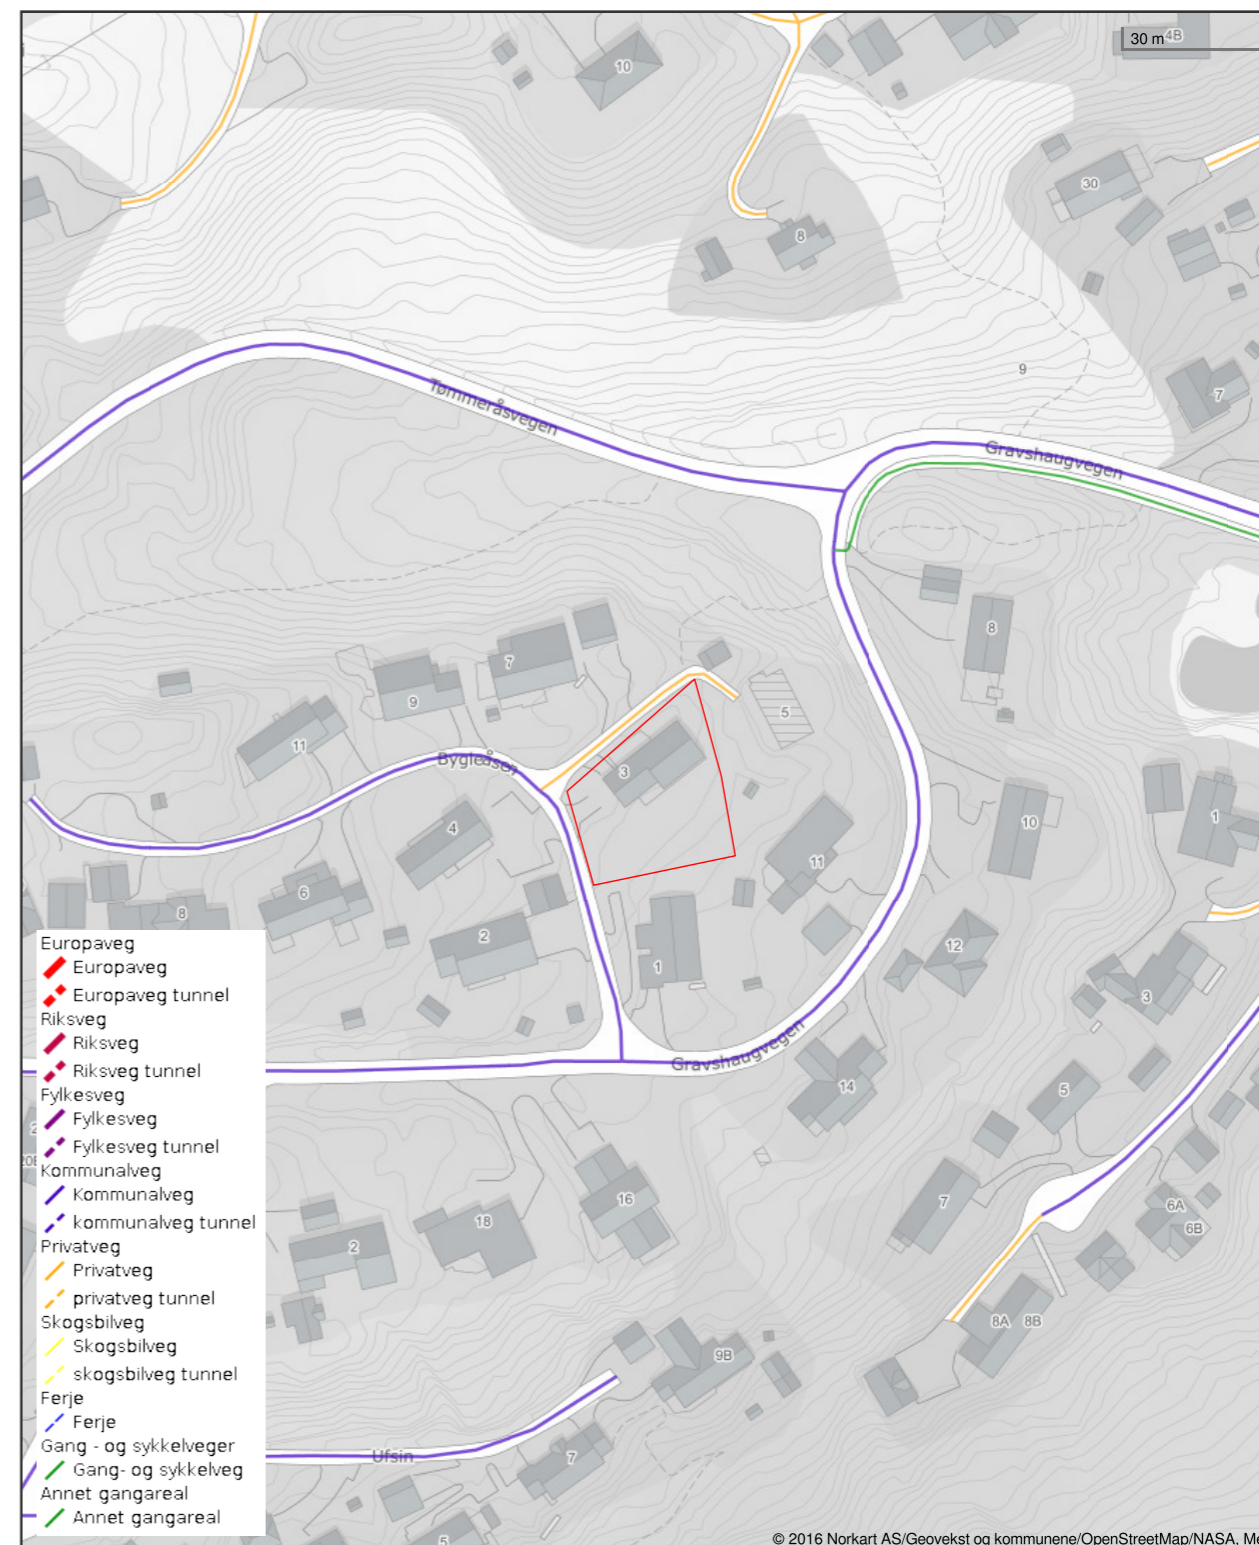 30 m
4B
10
30
8
9
7
Tømmeråsvegen
Gravshaugvegen
8
7
9
5
11
Bygleåsen
3
4
10
1
11
6
8
2
12
1
3
Gravshaugvegen
14
5
16
7
18
2
6A
6B
8A 8B
9B
Ufsin
7
5
Europaveg
Europaveg
Europaveg tunnel
Riksveg
Riksveg
Riksveg tunnel
Fylkesveg
Fylkesveg
Fylkesveg tunnel
Kommunalveg
Kommunalveg
kommunalveg tunnel
Privatveg
Privatveg
privatveg tunnel
Skogsbilveg
Skogsbilveg
skogsbilveg tunnel
Ferje
Ferje
Gang - og sykkelveger
Gang- og sykkelveg
Annet gangareal
Annet gangareal
© 2016 Norkart AS/Geovekst og kommunene/OpenStreetMap/NASA,